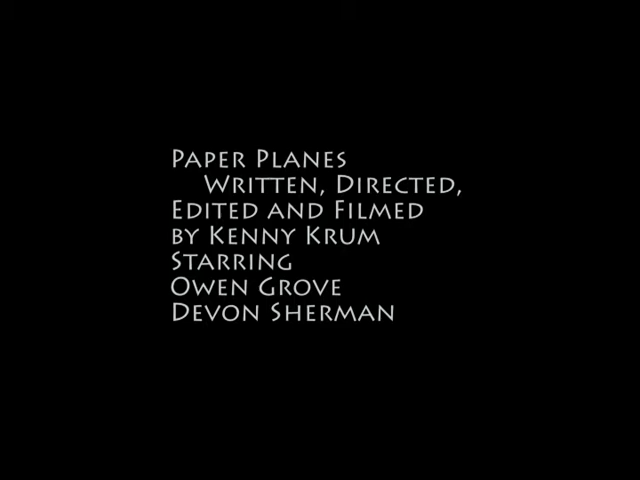 Paper Planes
Written, Directed,
Edited and Filmed
by Kenny Krum
Starring
Owen Grove
Devon Sherman